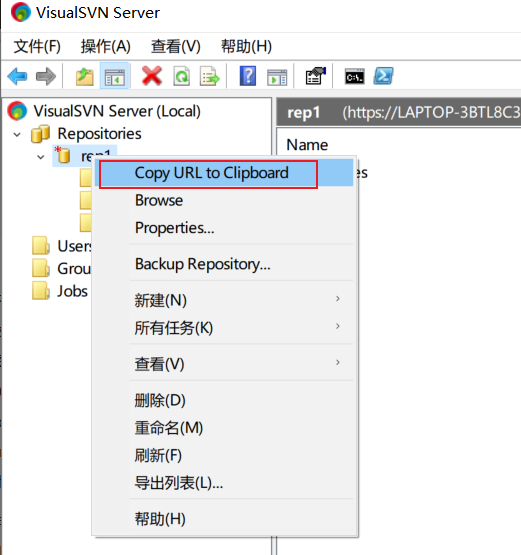 VisualSVN Server
文件(F) 操作(A) 查看(V) 帮助(H)
VisualSVN Server (Local)
Repositories
rep1
Users
Jobs
rep1 (https://LAPTOP-3BTL8C3
Name
Copy URL to Clipboard
Browse
Properties...
Backup Repository...
新建(N)
所有任务(K)
查看(V)
删除(D)
重命名(M)
刷新(F)
导出列表(L)...
帮助(H)